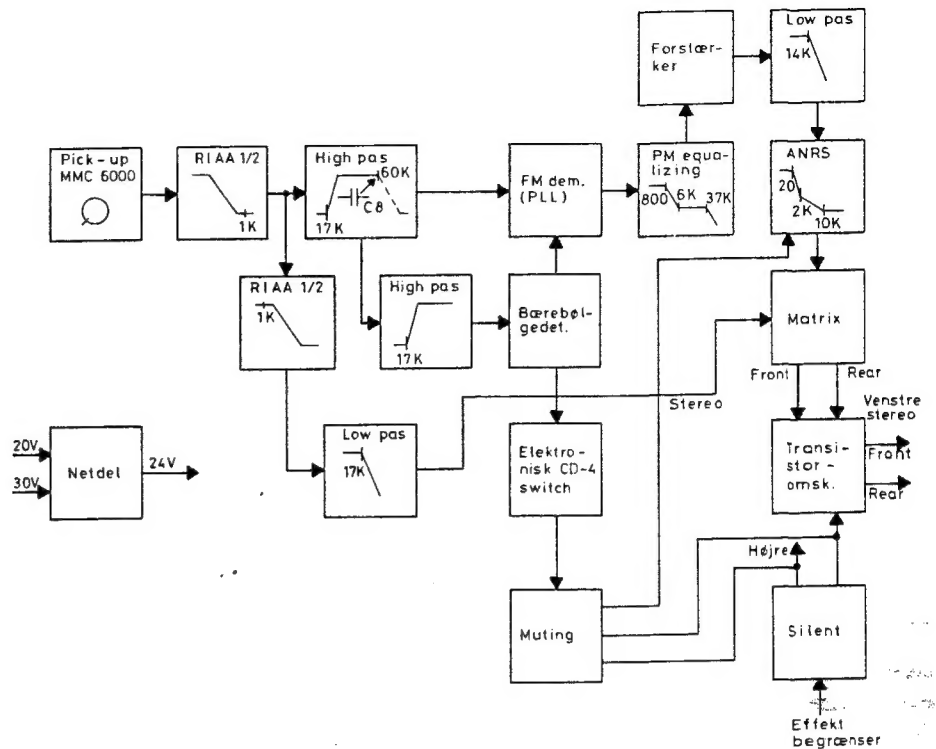 Low pas
14K
Forstær-
ker
Pick-up
MMC 6000
RIAA 1/2
1K
High pas
60K
C8
17K
FM dem.
(PLL)
PM equa-
lizing
800
6K
37K
ANRS
20
2K
10K
RIAA 1/2
1K
High pas
17K
Bærebøl-
gedet.
Matrix
Front
Rear
Stereo
Venstre
stereo
20V
30V
Netdel
24V
Low pas
17K
Elektro-
nisk CD-4
switch
Transi-
stor-
omsk.
Front
Rear
Højre
Muting
Silent
Effekt
begrænser